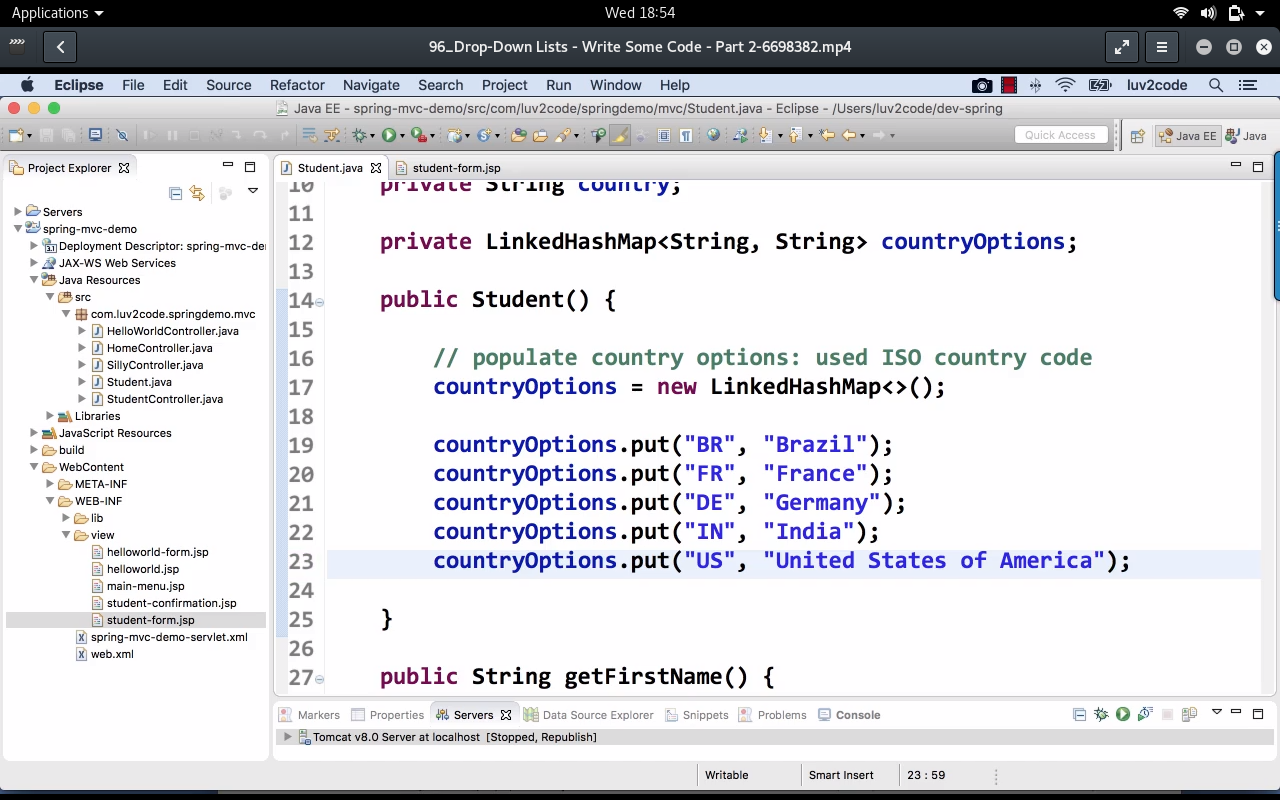 Applications
Wed 18:54
96_Drop-Down Lists - Write Some Code - Part 2-6698382.mp4
Eclipse File Edit Source Refactor Navigate Search Project Run Window Help luv2code
Java EE - spring-mvc-demo/src/com/luv2code/springdemo/mvc/Student.java - Eclipse - /Users/luv2code/dev-spring
Quick Access Java EE Java
Project Explorer
Servers
spring-mvc-demo
Deployment Descriptor: spring-mvc-de
JAX-WS Web Services
Java Resources
src
com.luv2code.springdemo.mvc
HelloWorldController.java
HomeController.java
SillyController.java
Student.java
StudentController.java
Libraries
JavaScript Resources
build
WebContent
META-INF
WEB-INF
lib
view
helloworld-form.jsp
helloworld.jsp
main-menu.jsp
student-confirmation.jsp
student-form.jsp
spring-mvc-demo-servlet.xml
web.xml
Student.java student-form.jsp
10 private String country;
11
12 private LinkedHashMap<String, String> countryOptions;
13
14 public Student() {
15
16 // populate country options: used ISO country code
17 countryOptions = new LinkedHashMap<>();
18
19 countryOptions.put("BR", "Brazil");
20 countryOptions.put("FR", "France");
21 countryOptions.put("DE", "Germany");
22 countryOptions.put("IN", "India");
23 countryOptions.put("US", "United States of America");
24
25 }
26
27 public String getFirstName() {
Markers Properties Servers Data Source Explorer Snippets Problems Console
Tomcat v8.0 Server at localhost [Stopped, Republish]
Writable Smart Insert 23 : 59